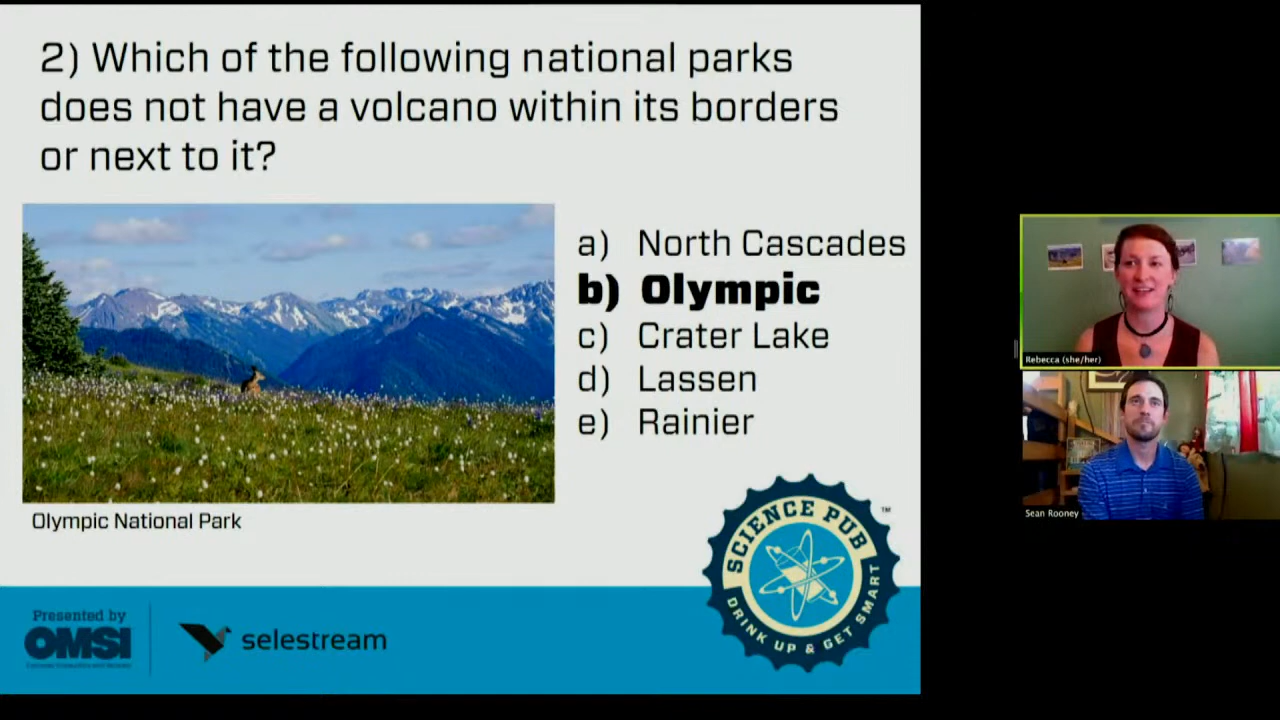 2) Which of the following national parks
does not have a volcano within its borders
or next to it?
a) North Cascades
b) Olympic
c) Crater Lake
d) Lassen
e) Rainier
Olympic National Park
SCIENCE PUB
DRINK UP & GET SMART
TM
Presented by
OMSI
selestream
Rebecca (she/her)
Sean Rooney